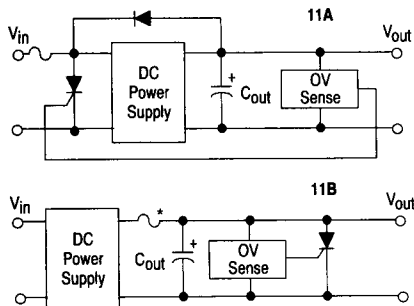 11A
Vin
Vout
DC
Power
Supply
+
Cout
OV
Sense
11B
Vin
*
Vout
DC
Power
Supply
+
Cout
OV
Sense